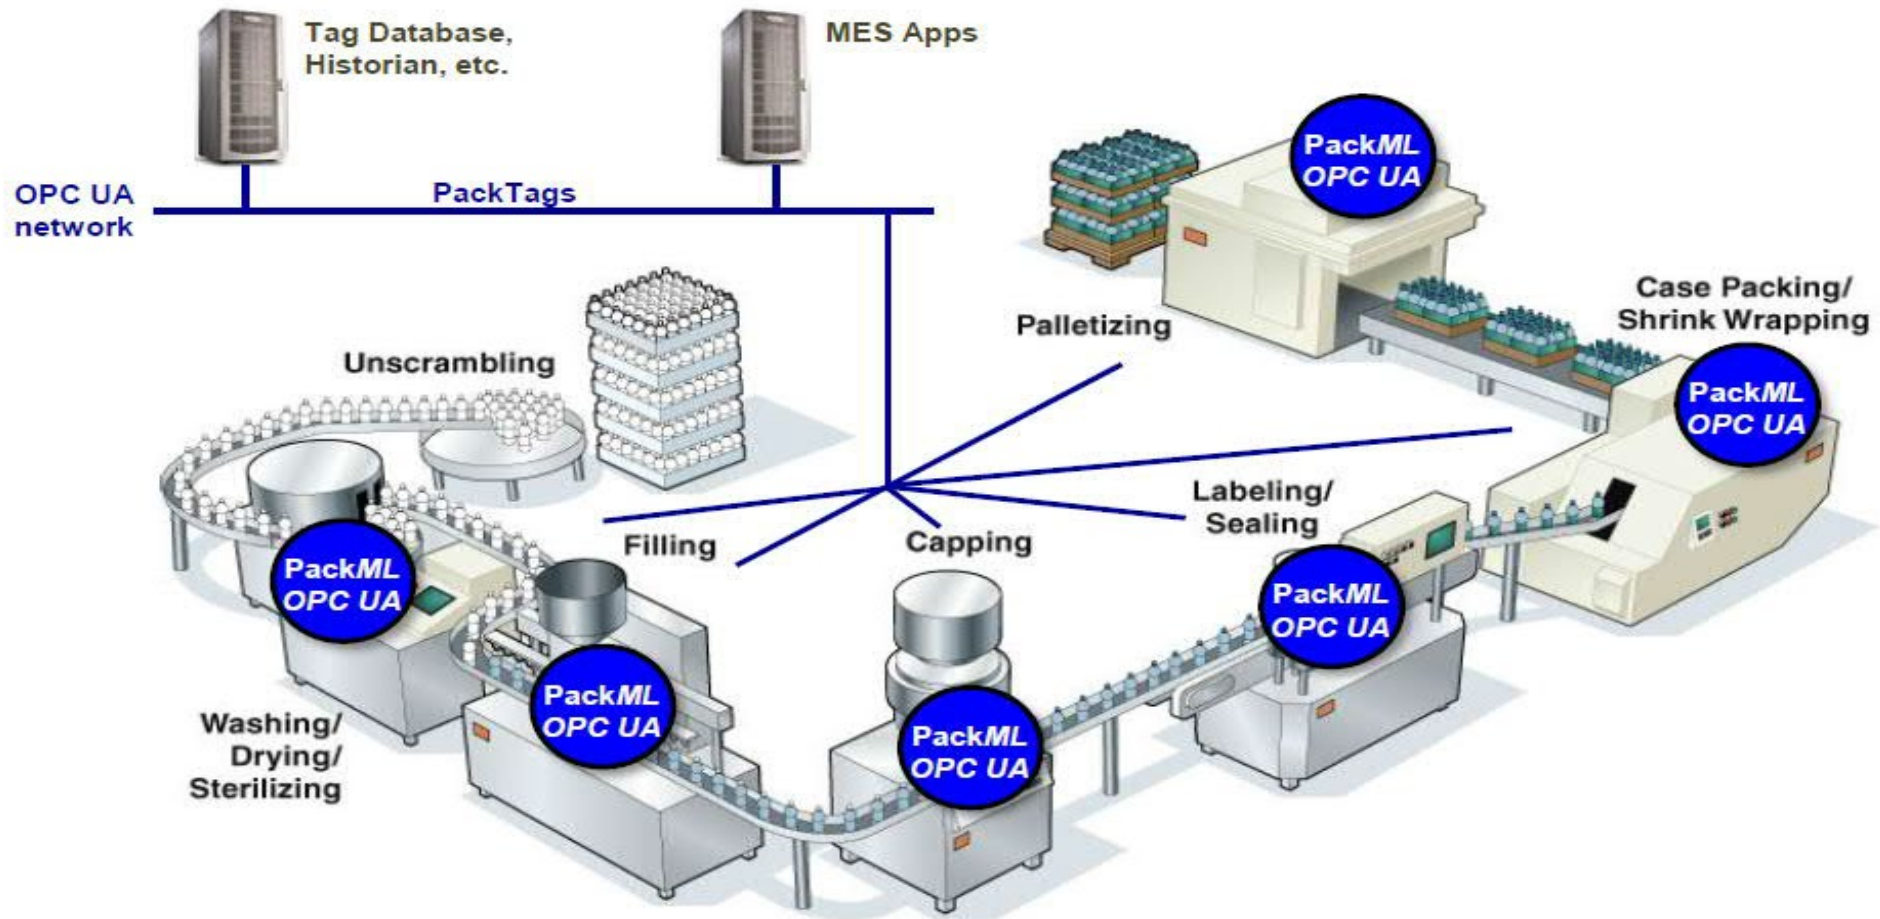 Tag Database,
Historian, etc.
MES Apps
OPC UA
network
PackTags
PackML
OPC UA
Palletizing
Case Packing/
Shrink Wrapping
PackML
OPC UA
Unscrambling
Labeling/
Sealing
Filling
Capping
PackML
OPC UA
PackML
OPC UA
PackML
OPC UA
PackML
OPC UA
Washing/
Drying/
Sterilizing